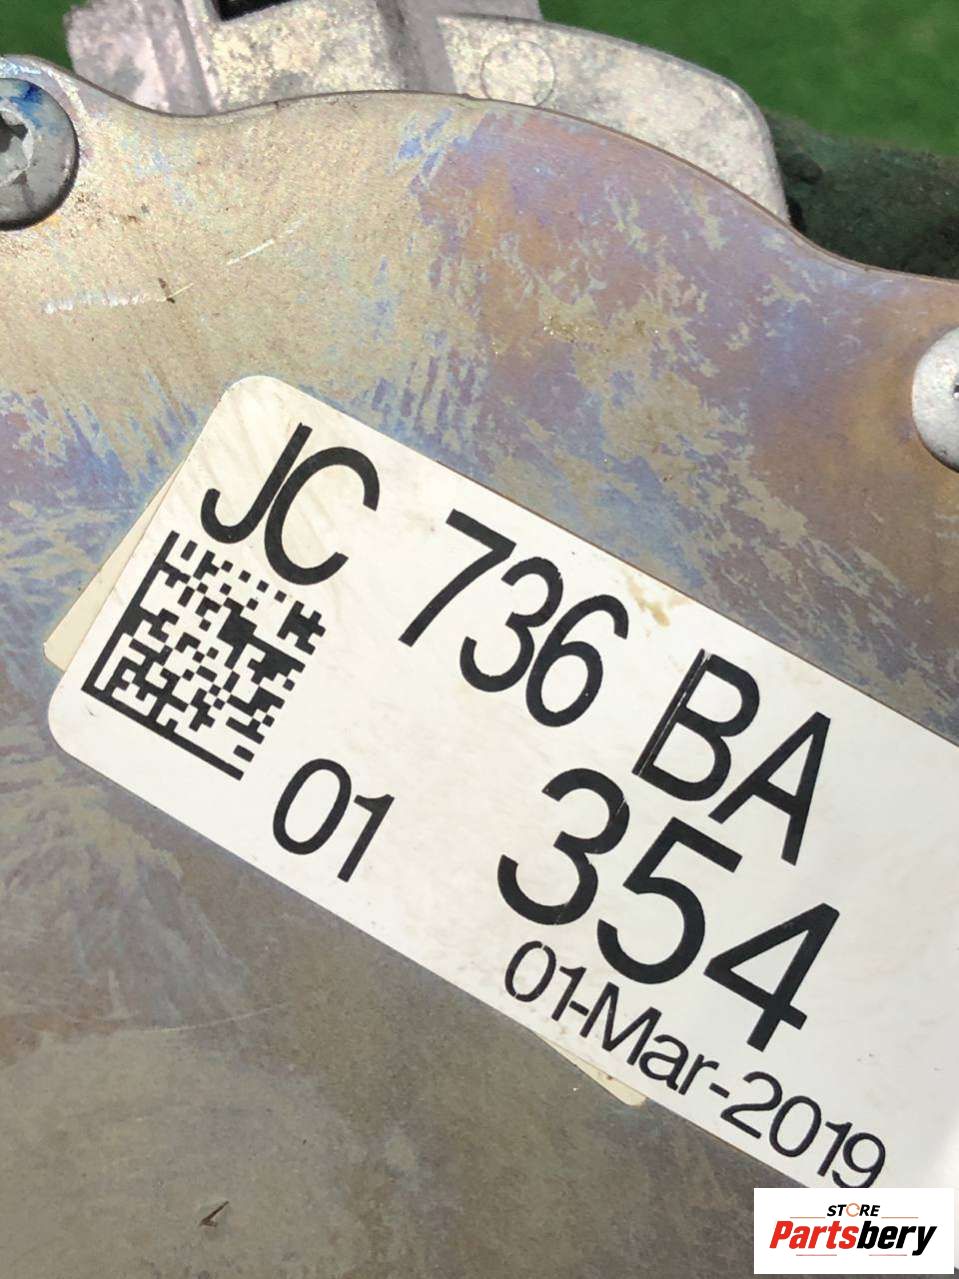 JC 736 BA
01 354
01-Mar-2019
STORE
Partsbery